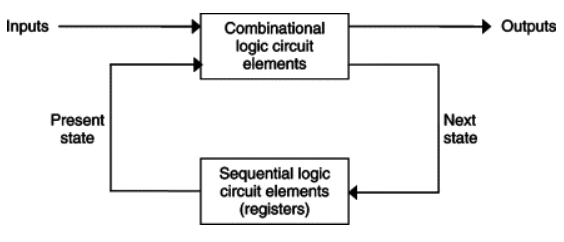 Inputs
Combinational
logic circuit
elements
Outputs
Present
state
Next
state
Sequential logic
circuit elements
(registers)